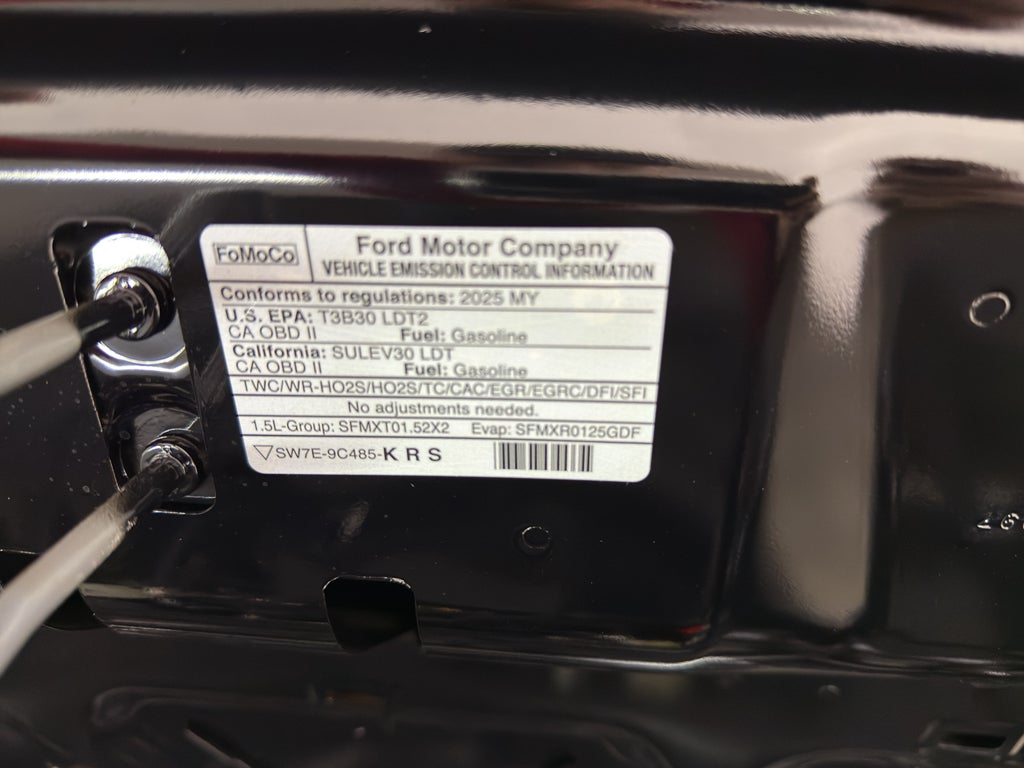 FoMoCo
Ford Motor Company
VEHICLE EMISSION CONTROL INFORMATION
Conforms to regulations: 2025 MY
U.S. EPA: T3B30 LDT2
CA OBD II Fuel: Gasoline
California: SULEV30 LDT
CA OBD II Fuel: Gasoline
TWC/WR-HO2S/HO2S/TC/CAC/EGR/EGRC/DFI/SFI
No adjustments needed.
1.5L-Group: SFMXT01.52X2 Evap: SFMXR0125GDF
SW7E-9C485-K R S